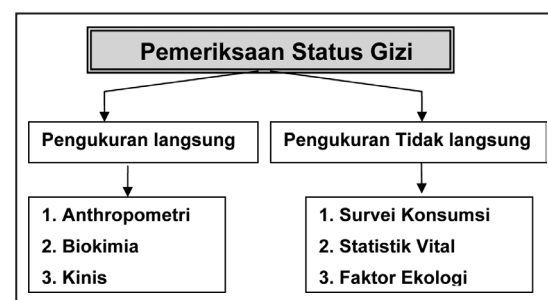 Pemeriksaan Status Gizi
Pengukuran langsung
Pengukuran Tidak langsung
1. Anthropometri
2. Biokimia
3. Kinis
1. Survei Konsumsi
2. Statistik Vital
3. Faktor Ekologi